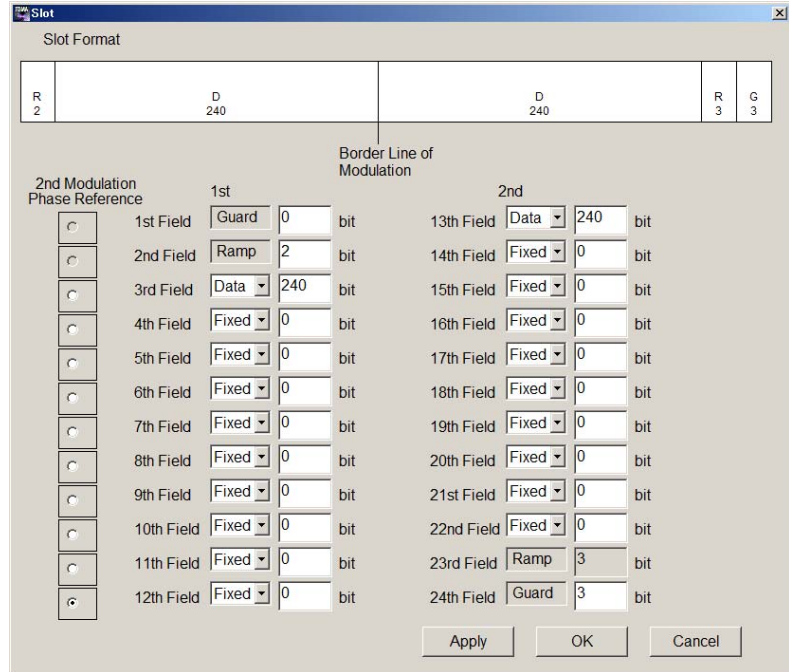 Slot
Slot Format
R D D R G
2 240 240 3 3
Border Line of
Modulation
2nd Modulation
Phase Reference
1st 2nd
1st Field Guard 0 bit 13th Field Data 240 bit
2nd Field Ramp 2 bit 14th Field Fixed 0 bit
3rd Field Data 240 bit 15th Field Fixed 0 bit
4th Field Fixed 0 bit 16th Field Fixed 0 bit
5th Field Fixed 0 bit 17th Field Fixed 0 bit
6th Field Fixed 0 bit 18th Field Fixed 0 bit
7th Field Fixed 0 bit 19th Field Fixed 0 bit
8th Field Fixed 0 bit 20th Field Fixed 0 bit
9th Field Fixed 0 bit 21st Field Fixed 0 bit
10th Field Fixed 0 bit 22nd Field Fixed 0 bit
11th Field Fixed 0 bit 23rd Field Ramp 3 bit
12th Field Fixed 0 bit 24th Field Guard 3 bit
Apply OK Cancel